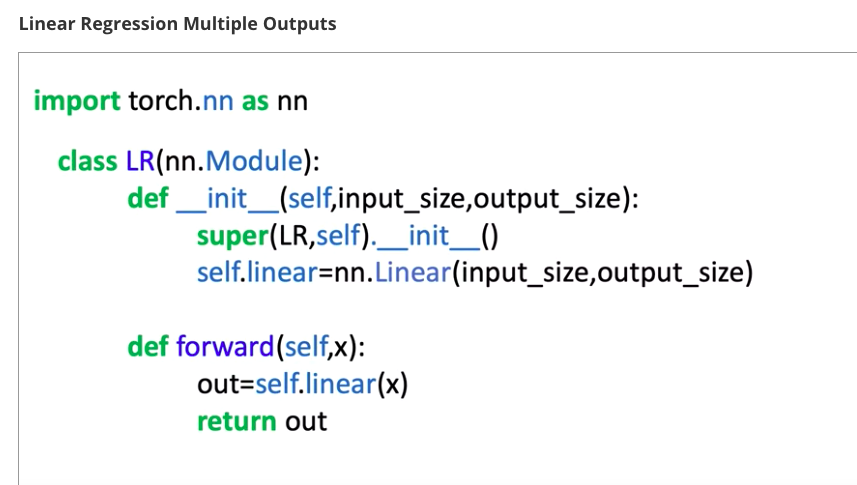 Linear Regression Multiple Outputs
import torch.nn as nn
class LR(nn.Module):
def __init__(self,input_size,output_size):
super(LR,self).__init__()
self.linear=nn.Linear(input_size,output_size)
def forward(self,x):
out=self.linear(x)
return out